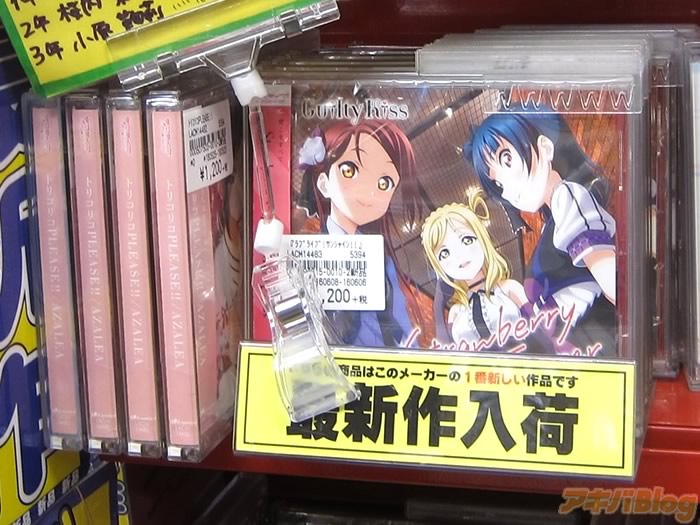 2年 桜内
3年 小原 鞠莉
Guilty Kiss
LACH14482
¥1,200+税
トリコリコPLEASE!! AZALEA
トリコリコPLEASE!! AZALEA
トリコリコPLEASE!! AZALEA
トリコリコPLEASE!! AZALEA
『ラブライブ!サンシャイン!!』
ACH14483 5394
160608-160606
,200+税
Strawberry
商品はこのメーカーの1番新しい作品です
最新作入荷
アキバBlog